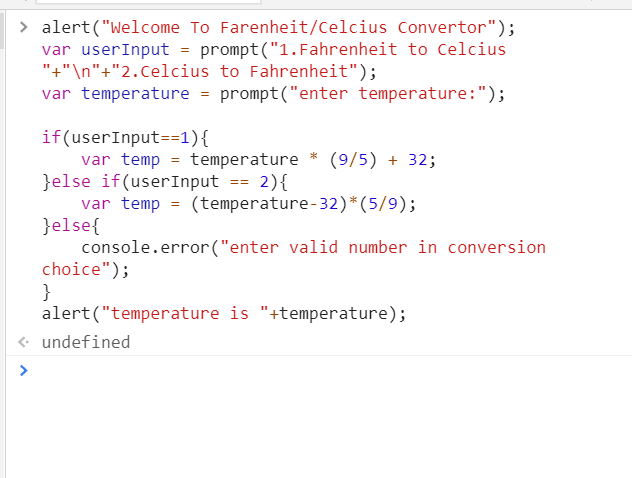 > alert("Welcome To Farenheit/Celcius Convertor");
var userInput = prompt("1.Fahrenheit to Celcius
"+"\n"+"2.Celcius to Fahrenheit");
var temperature = prompt("enter temperature:");
if(userInput==1){
    var temp = temperature * (9/5) + 32;
}else if(userInput == 2){
    var temp = (temperature-32)*(5/9);
}else{
    console.error("enter valid number in conversion
choice");
}
alert("temperature is "+temperature);
undefined
>